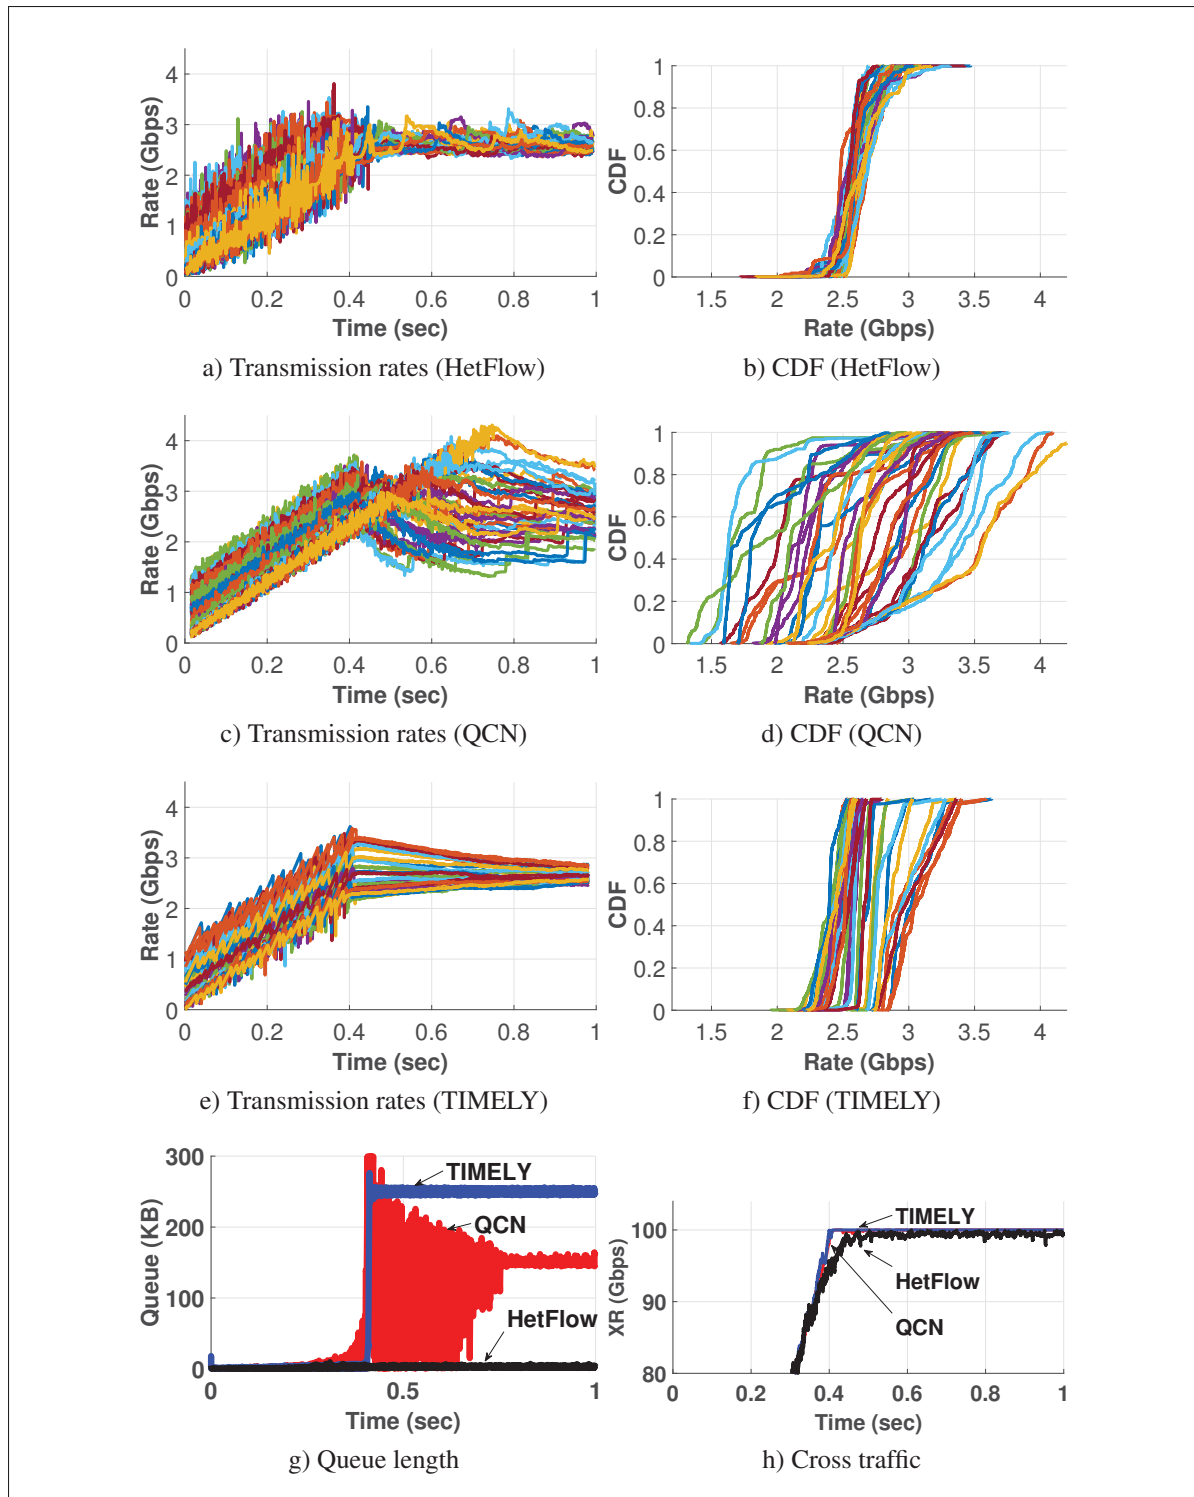 4
3
2
1
0
Rate (Gbps)
0 0.2 0.4 0.6 0.8 1
Time (sec)
a) Transmission rates (HetFlow)
1
0.8
0.6
0.4
0.2
0
CDF
1.5 2 2.5 3 3.5 4
Rate (Gbps)
b) CDF (HetFlow)
4
3
2
1
0
Rate (Gbps)
0 0.2 0.4 0.6 0.8 1
Time (sec)
c) Transmission rates (QCN)
1
0.8
0.6
0.4
0.2
0
CDF
1.5 2 2.5 3 3.5 4
Rate (Gbps)
d) CDF (QCN)
4
3
2
1
0
Rate (Gbps)
0 0.2 0.4 0.6 0.8 1
Time (sec)
e) Transmission rates (TIMELY)
1
0.8
0.6
0.4
0.2
0
CDF
1.5 2 2.5 3 3.5 4
Rate (Gbps)
f) CDF (TIMELY)
300
200
100
0
Queue (KB)
TIMELY
QCN
HetFlow
0 0.5 1
Time (sec)
g) Queue length
100
90
80
XR (Gbps)
TIMELY
HetFlow
QCN
0 0.2 0.4 0.6 0.8 1
Time (sec)
h) Cross traffic